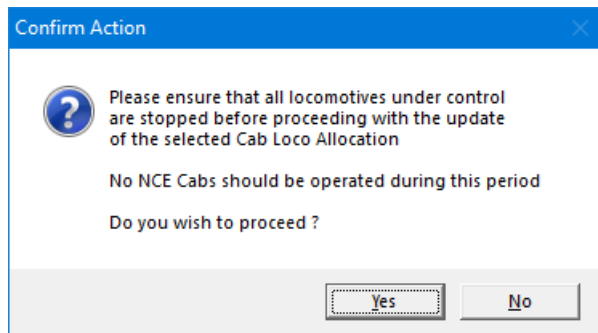 Confirm Action
Please ensure that all locomotives under control
are stopped before proceeding with the update
of the selected Cab Loco Allocation
No NCE Cabs should be operated during this period
Do you wish to proceed ?
Yes
No